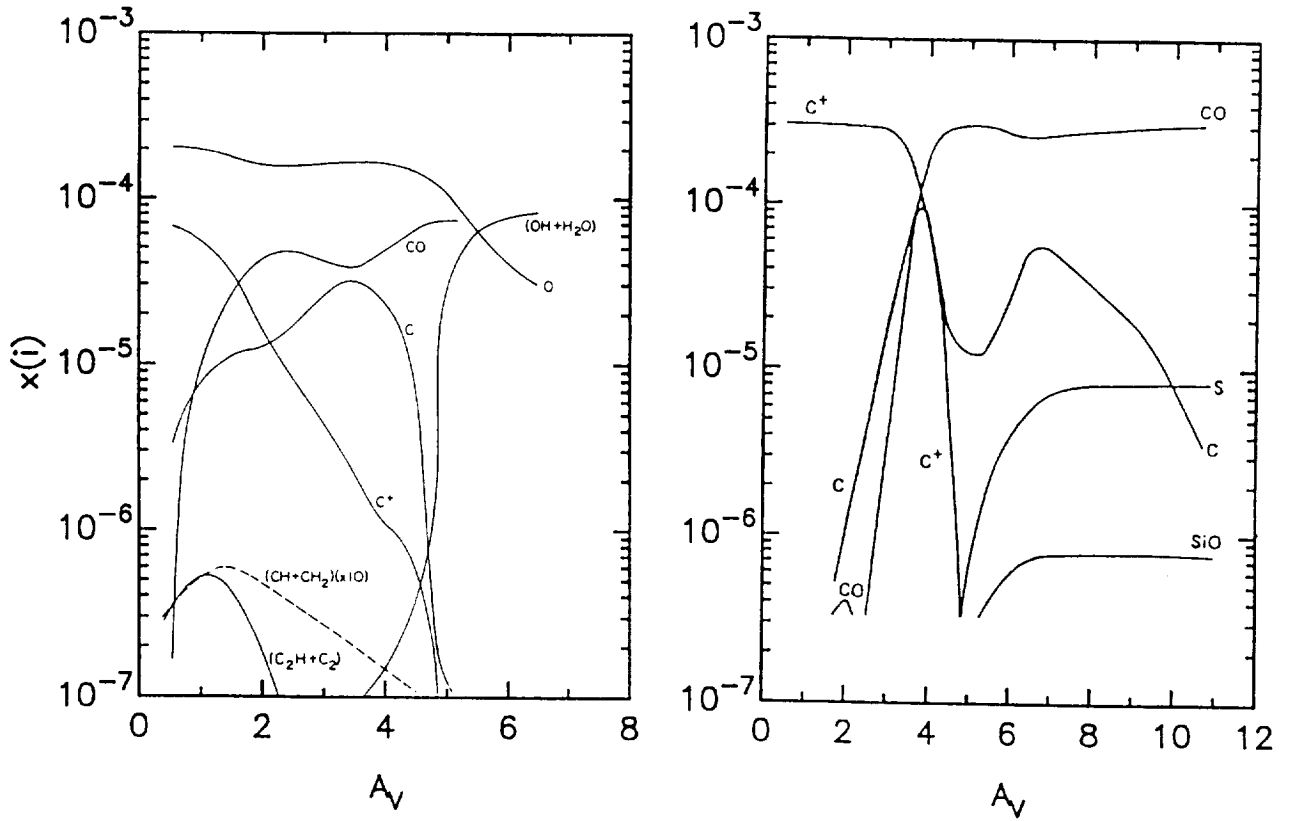 10⁻³
10⁻⁴
10⁻⁵
10⁻⁶
10⁻⁷
x(i)
0 2 4 6 8
A_V
CO
(OH+H₂O)
O
C
C⁺
(CH+CH₂)(x10)
(C₂H+C₂)
10⁻³
10⁻⁴
10⁻⁵
10⁻⁶
10⁻⁷
0 2 4 6 8 10 12
A_V
C⁺
CO
S
C
C
C⁺
SiO
CO